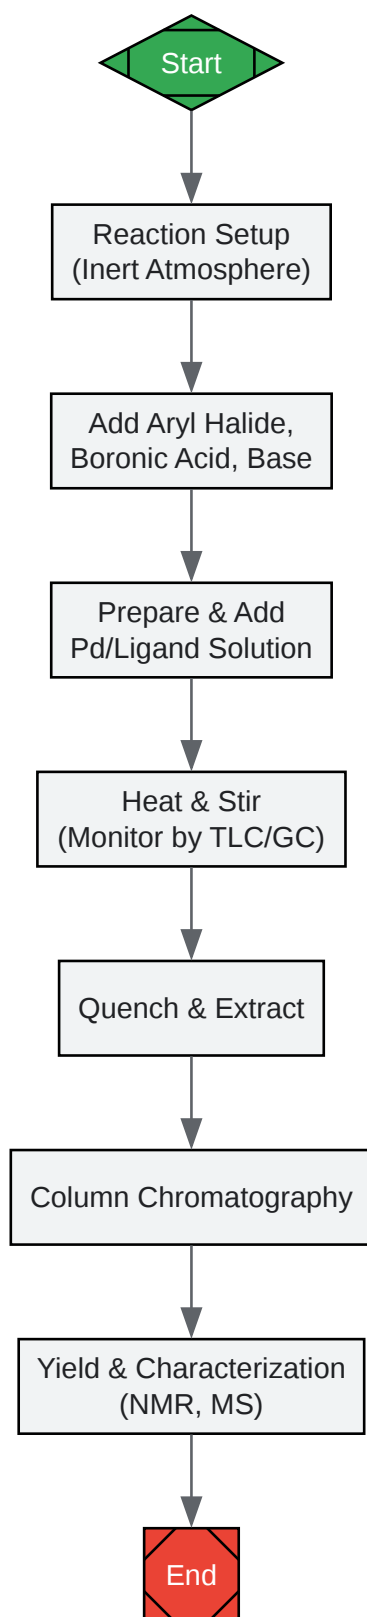 Start
Reaction Setup
(Inert Atmosphere)
Add Aryl Halide,
Boronic Acid, Base
Prepare & Add
Pd/Ligand Solution
Heat & Stir
(Monitor by TLC/GC)
Quench & Extract
Column Chromatography
Yield & Characterization
(NMR, MS)
End